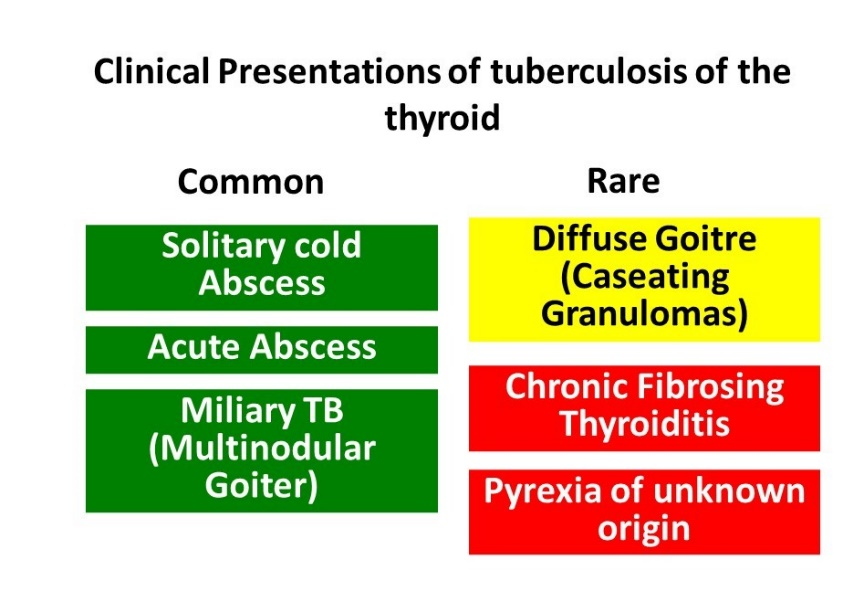 Clinical Presentations of tuberculosis of the
thyroid
Common
Solitary cold
Abscess
Acute Abscess
Miliary TB
(Multinodular
Goiter)
Rare
Diffuse Goitre
(Caseating
Granulomas)
Chronic Fibrosing
Thyroiditis
Pyrexia of unknown
origin